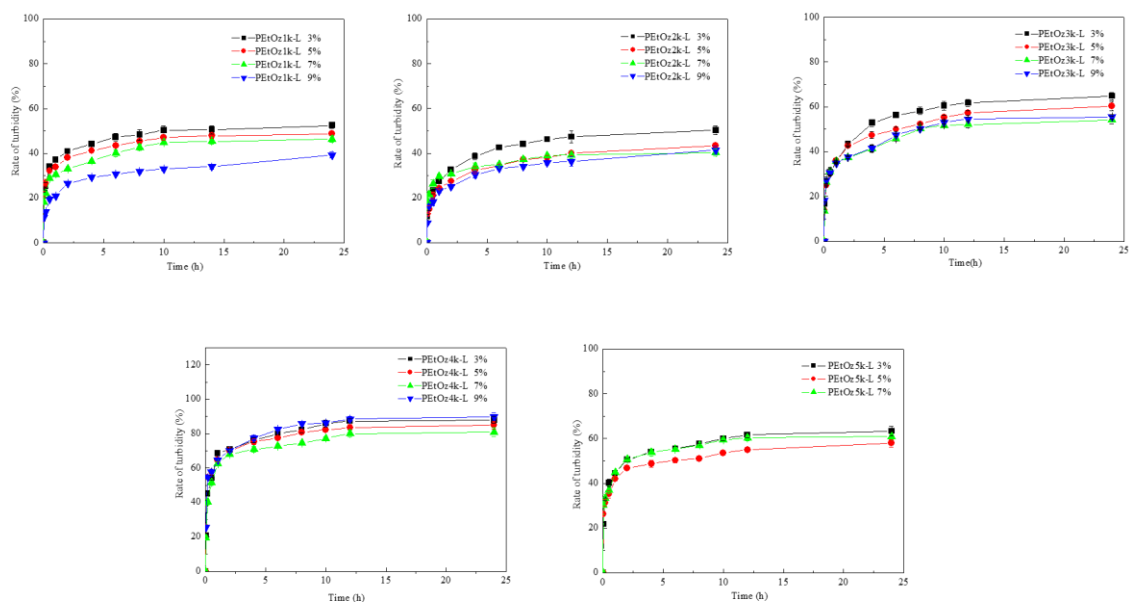 PEtOz1k-L 3%
PEtOz1k-L 5%
PEtOz1k-L 7%
PEtOz1k-L 9%
Rate of turbidity (%)
100
80
60
40
20
0
0 5 10 15 20 25
Time (h)
PEtOz2k-L 3%
PEtOz2k-L 5%
PEtOz2k-L 7%
PEtOz2k-L 9%
Rate of turbidity (%)
100
80
60
40
20
0
0 5 10 15 20 25
Time (h)
PEtOz3k-L 3%
PEtOz3k-L 5%
PEtOz3k-L 7%
PEtOz3k-L 9%
Rate of turbidity (%)
100
80
60
40
20
0
0 5 10 15 20 25
Time(h)
PEtOz4k-L 3%
PEtOz4k-L 5%
PEtOz4k-L 7%
PEtOz4k-L 9%
Rate of turbidity (%)
120
100
80
60
40
20
0
0 5 10 15 20 25
Time (h)
PEtOz5k-L 3%
PEtOz5k-L 5%
PEtOz5k-L 7%
Rate of turbidity (%)
100
80
60
40
20
0
0 5 10 15 20 25
Time (h)